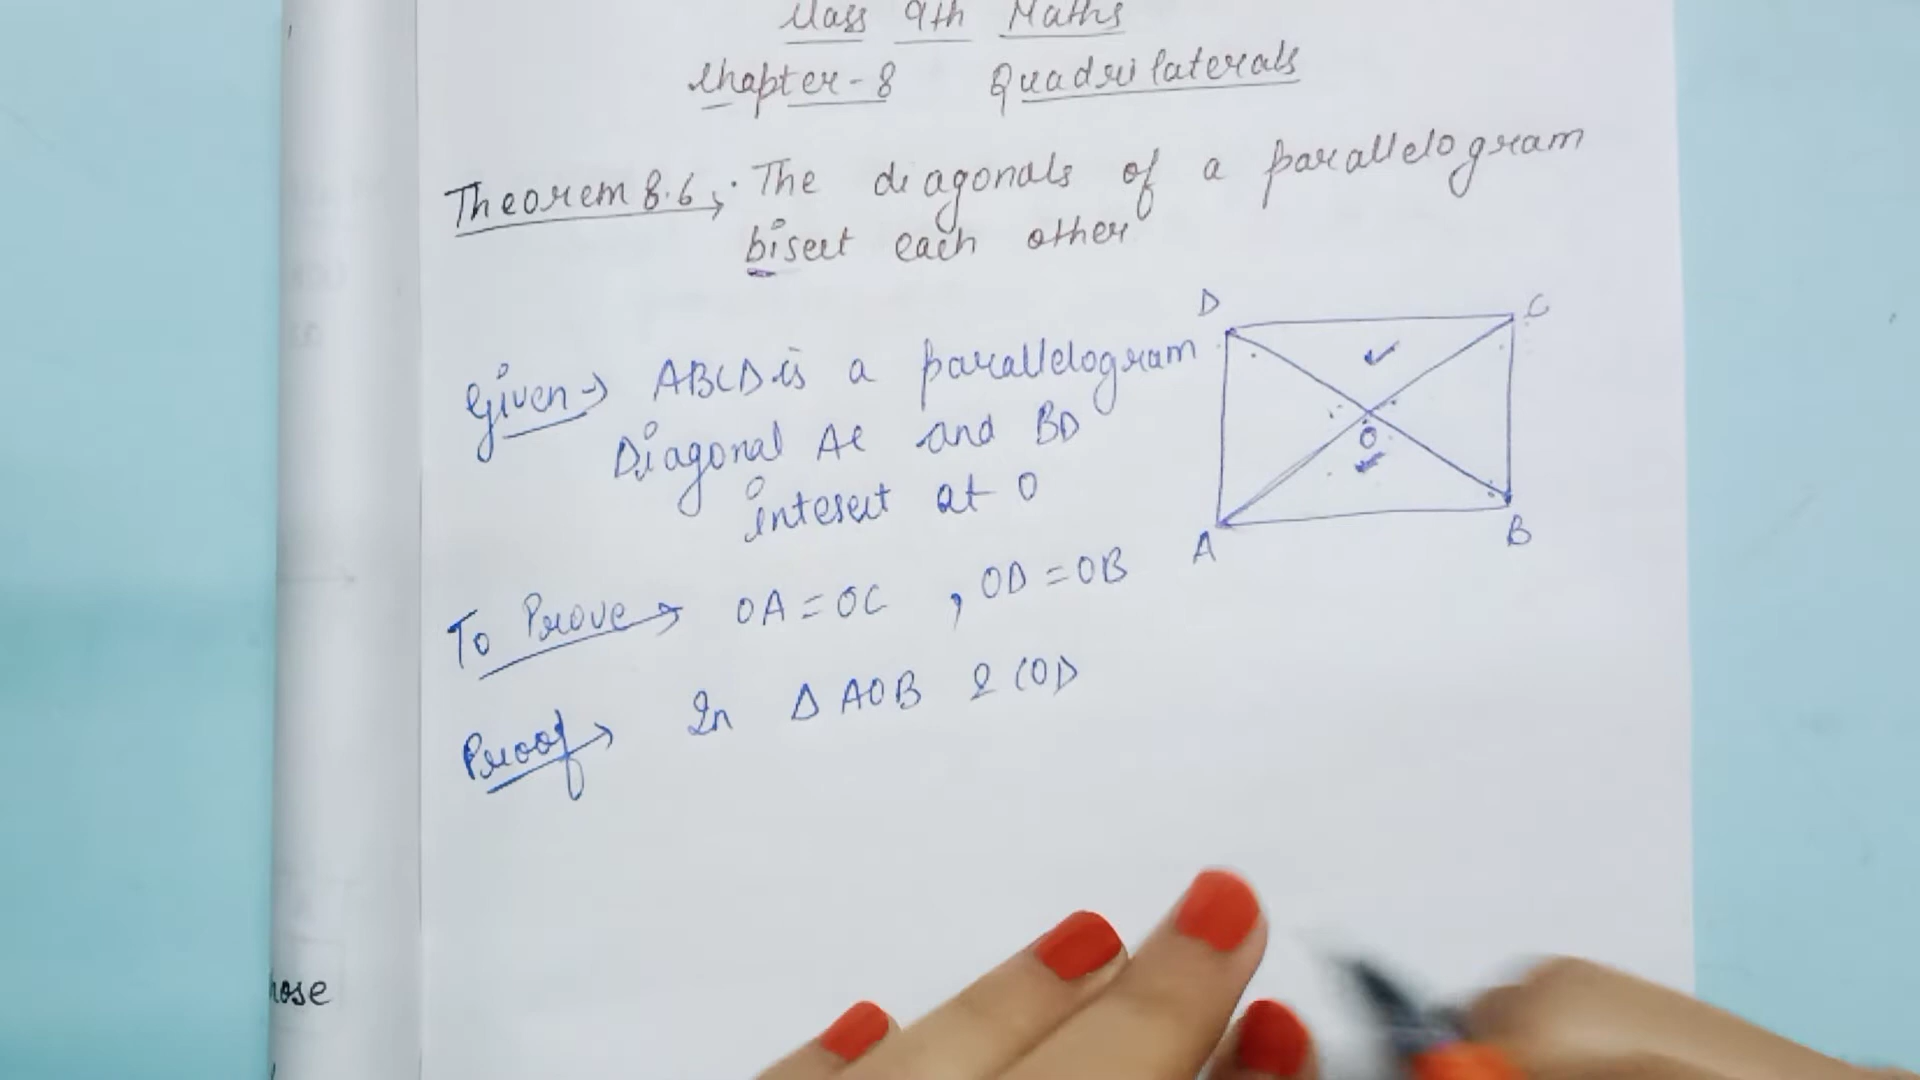 Class 9th Maths
Chapter-8 Quadrilaterals
Theorem 8.6 → The diagonals of a parallelogram
bisect each other
Given → ABCD is a parallelogram
Diagonal AC and BD
intesect at O
To Prove → OA = OC , OD = OB
Proof → In Δ AOB & COD
D
C
O
A
B
hose